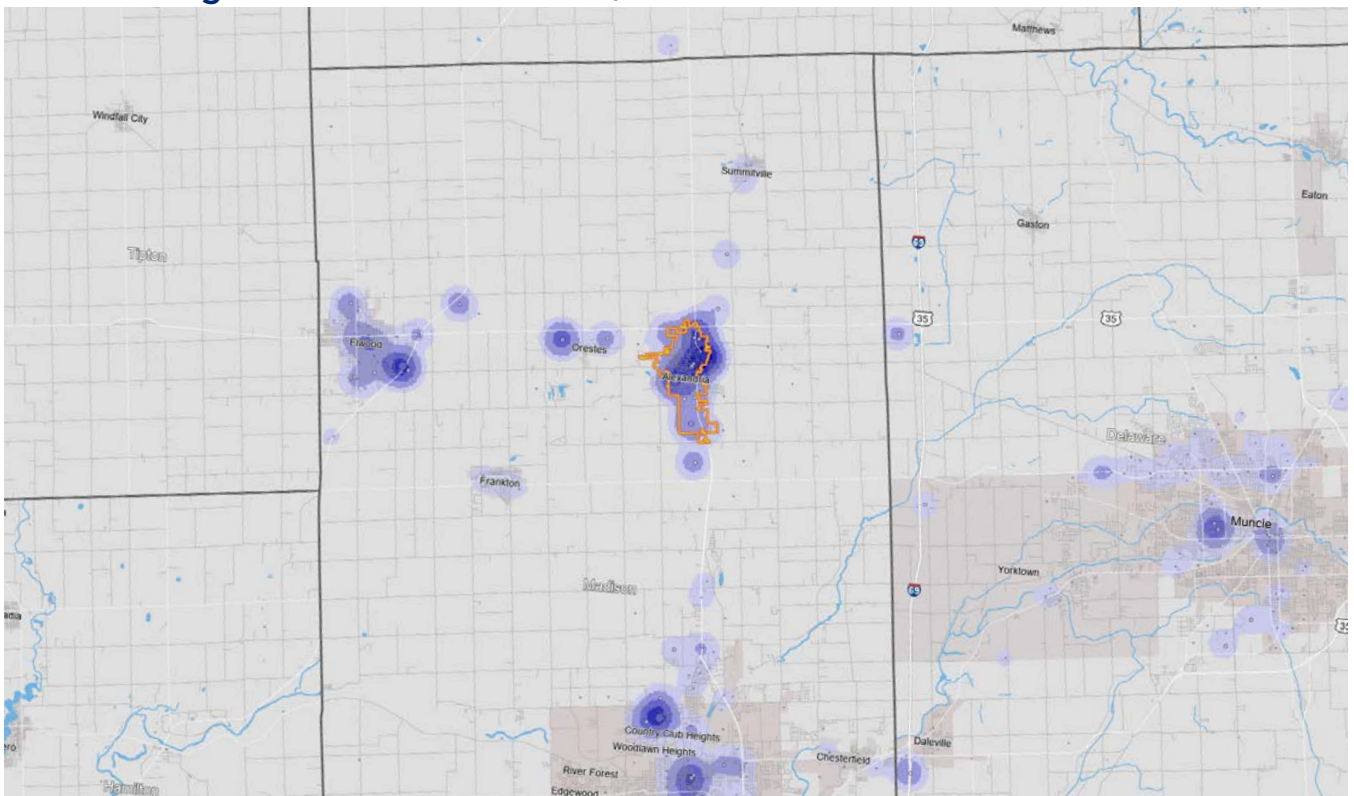 Matthews
Windfall City
Summitville
Eaton
Gaston
Tipton
69
35
35
Elwood
Orestes
Alexandria
Delaware
Frankton
Muncie
Yorktown
Madison
69
35
Country Club Heights
Daleville
Woodlawn Heights
Chesterfield
River Forest
Edgewood
Hamilton